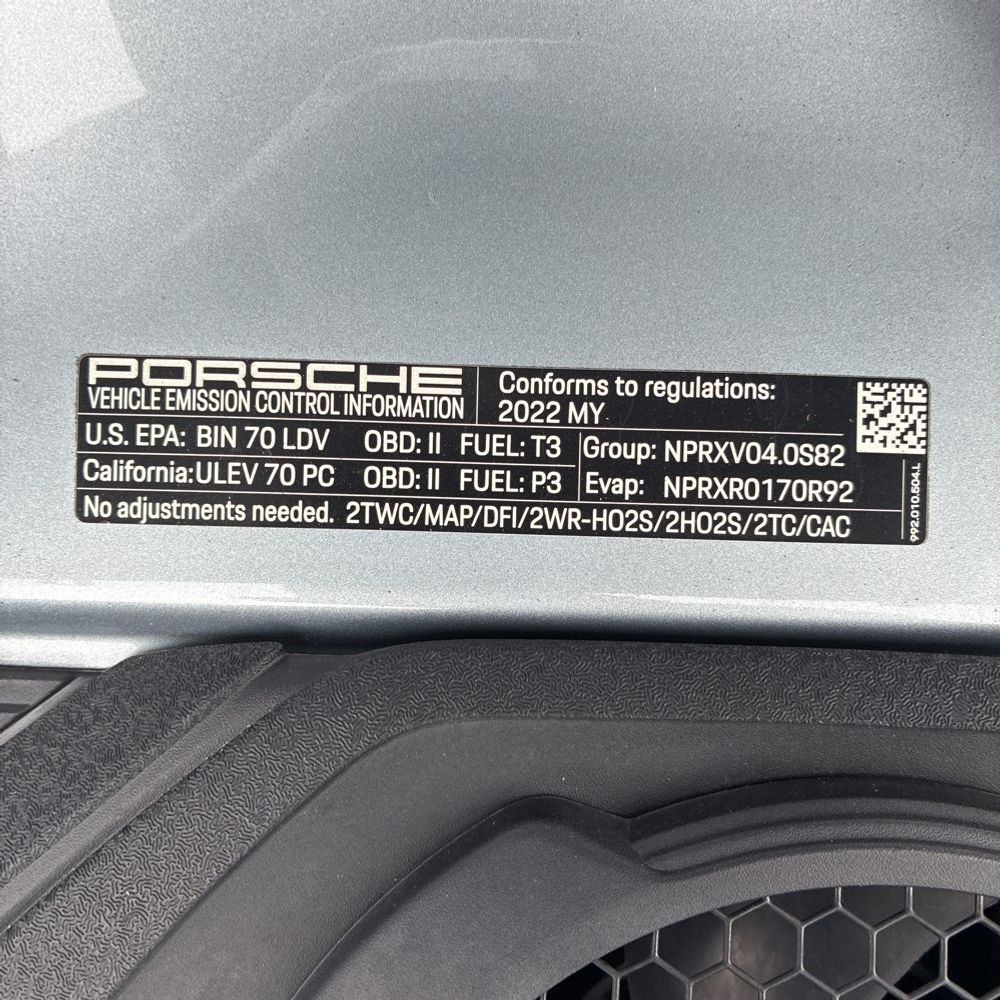 PORSCHE
VEHICLE EMISSION CONTROL INFORMATION
Conforms to regulations:
2022 MY
U.S. EPA: BIN 70 LDV OBD: II FUEL: T3
California: ULEV 70 PC OBD: II FUEL: P3
Group: NPRXV04.0S82
Evap: NPRXR0170R92
No adjustments needed. 2TWC/MAP/DFI/2WR-HO2S/2HO2S/2TC/CAC
992.010.504.L